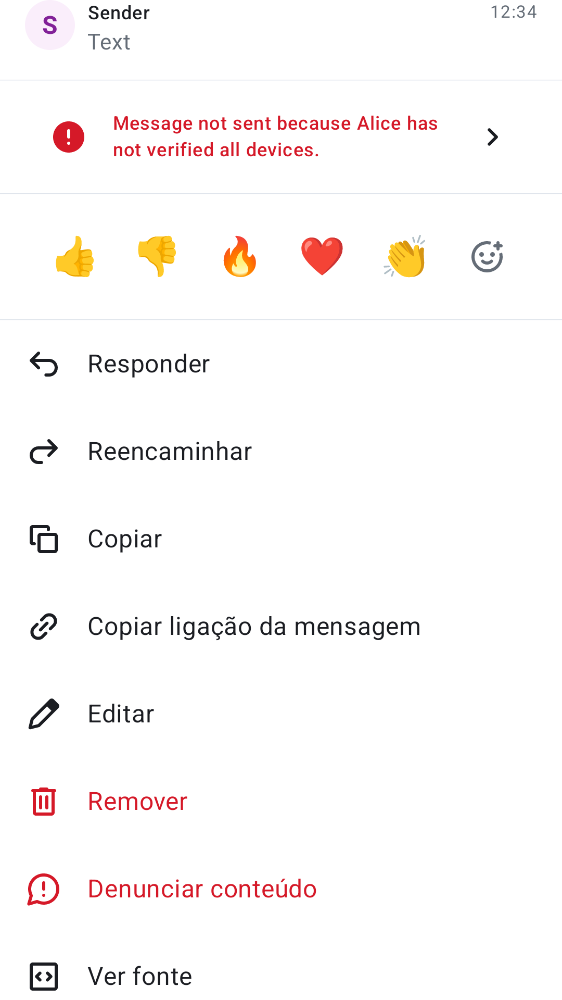 S
Sender
12:34
Text
Message not sent because Alice has
not verified all devices.
Responder
Reencaminhar
Copiar
Copiar ligação da mensagem
Editar
Remover
Denunciar conteúdo
Ver fonte